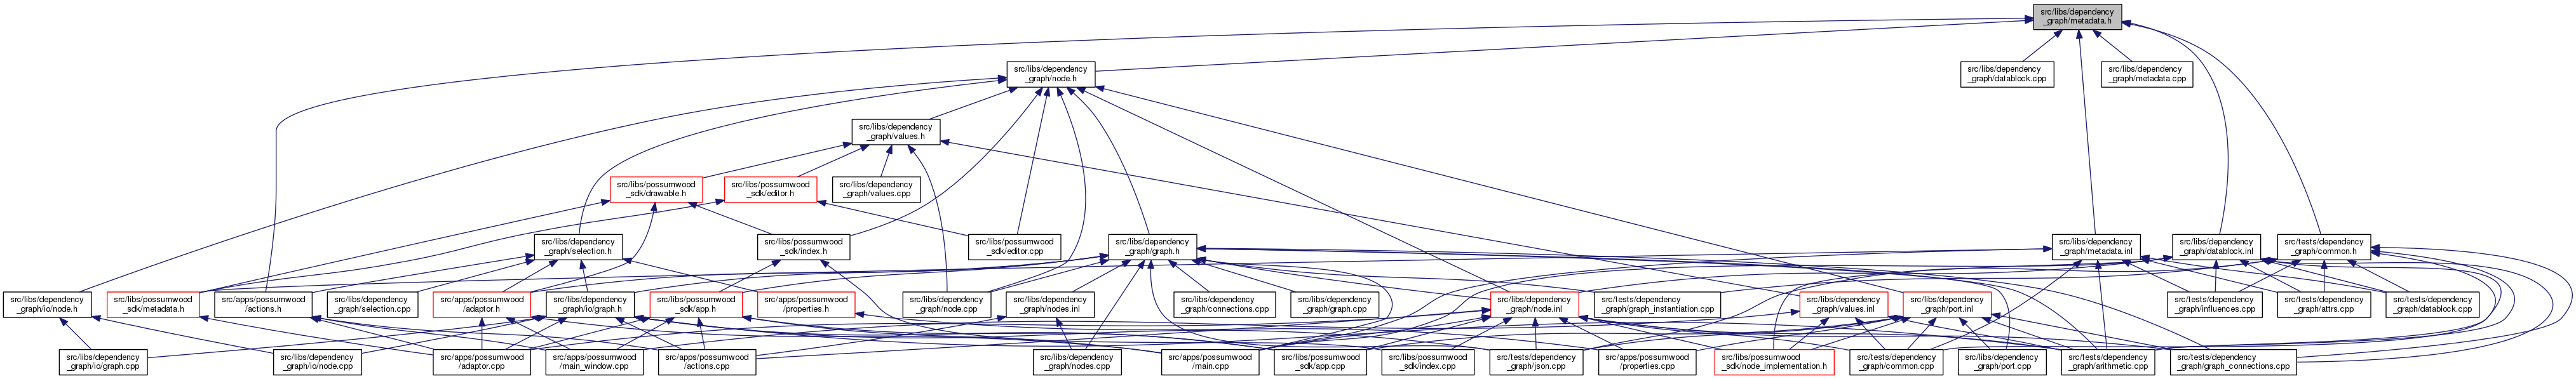 src/libs/dependency
_graph/metadata.h
src/libs/dependency
_graph/node.h
src/libs/dependency
_graph/datablock.cpp
src/libs/dependency
_graph/metadata.cpp
src/libs/dependency
_graph/values.h
src/libs/possumwood
_sdk/drawable.h
src/libs/possumwood
_sdk/editor.h
src/libs/dependency
_graph/values.cpp
src/libs/dependency
_graph/selection.h
src/libs/possumwood
_sdk/index.h
src/libs/possumwood
_sdk/editor.cpp
src/libs/dependency
_graph/graph.h
src/libs/dependency
_graph/metadata.inl
src/libs/dependency
_graph/datablock.inl
src/tests/dependency
_graph/common.h
src/libs/dependency
_graph/io/node.h
src/libs/possumwood
_sdk/metadata.h
src/apps/possumwood
/actions.h
src/libs/dependency
_graph/selection.cpp
src/apps/possumwood
/adaptor.h
src/libs/dependency
_graph/io/graph.h
src/libs/possumwood
_sdk/app.h
src/apps/possumwood
/properties.h
src/libs/dependency
_graph/node.cpp
src/libs/dependency
_graph/nodes.inl
src/libs/dependency
_graph/connections.cpp
src/libs/dependency
_graph/graph.cpp
src/libs/dependency
_graph/node.inl
src/tests/dependency
_graph/graph_instantiation.cpp
src/libs/dependency
_graph/values.inl
src/libs/dependency
_graph/port.inl
src/tests/dependency
_graph/influences.cpp
src/tests/dependency
_graph/attrs.cpp
src/tests/dependency
_graph/datablock.cpp
src/libs/dependency
_graph/io/graph.cpp
src/libs/dependency
_graph/io/node.cpp
src/apps/possumwood
/adaptor.cpp
src/apps/possumwood
/main_window.cpp
src/apps/possumwood
/actions.cpp
src/libs/dependency
_graph/nodes.cpp
src/apps/possumwood
/main.cpp
src/libs/possumwood
_sdk/app.cpp
src/libs/possumwood
_sdk/index.cpp
src/tests/dependency
_graph/json.cpp
src/apps/possumwood
/properties.cpp
src/libs/possumwood
_sdk/node_implementation.h
src/tests/dependency
_graph/common.cpp
src/libs/dependency
_graph/port.cpp
src/tests/dependency
_graph/arithmetic.cpp
src/tests/dependency
_graph/graph_connections.cpp